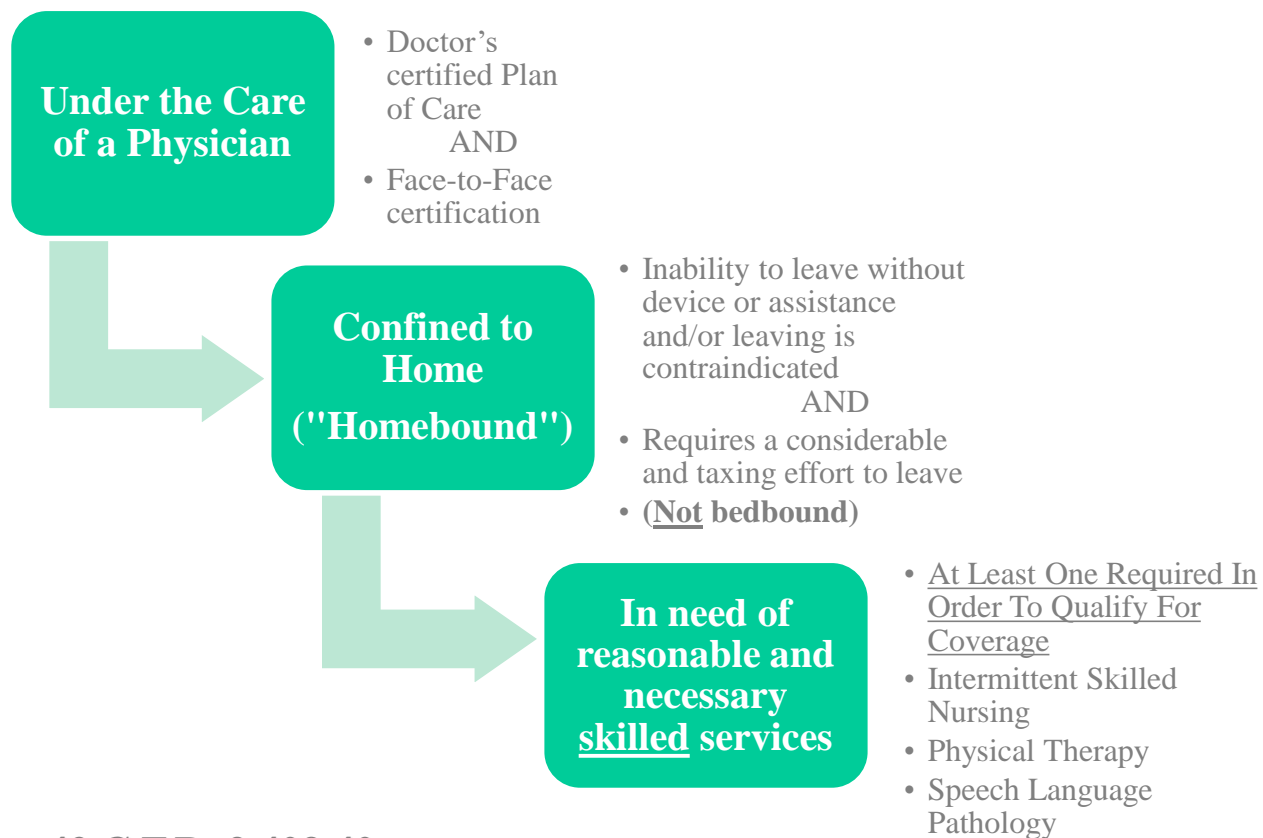 Under the Care
of a Physician
• Doctor's
certified Plan
of Care
AND
• Face-to-Face
certification
Confined to
Home
("Homebound")
• Inability to leave without
device or assistance
and/or leaving is
contraindicated
AND
• Requires a considerable
and taxing effort to leave
• (Not bedbound)
In need of
reasonable and
necessary
skilled services
• At Least One Required In
Order To Qualify For
Coverage
• Intermittent Skilled
Nursing
• Physical Therapy
• Speech Language
Pathology